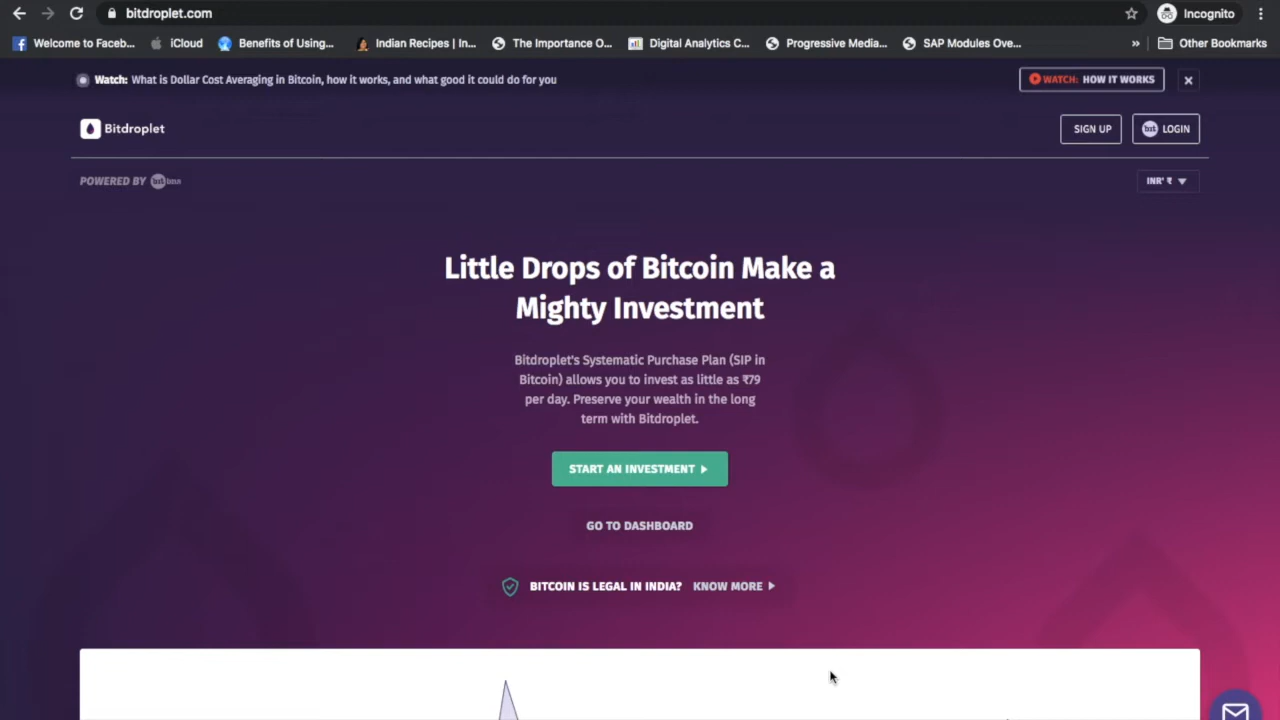 bitdroplet.com
Incognito
Welcome to Faceb...
iCloud
Benefits of Using...
Indian Recipes | In...
The Importance O...
Digital Analytics C...
Progressive Media...
SAP Modules Ove...
»
Other Bookmarks
Watch: What is Dollar Cost Averaging in Bitcoin, how it works, and what good it could do for you
WATCH: HOW IT WORKS
Bitdroplet
SIGN UP
LOGIN
POWERED BY
INR' ₹
Little Drops of Bitcoin Make a
Mighty Investment
Bitdroplet's Systematic Purchase Plan (SIP in
Bitcoin) allows you to invest as little as ₹79
per day. Preserve your wealth in the long
term with Bitdroplet.
START AN INVESTMENT
GO TO DASHBOARD
BITCOIN IS LEGAL IN INDIA? KNOW MORE